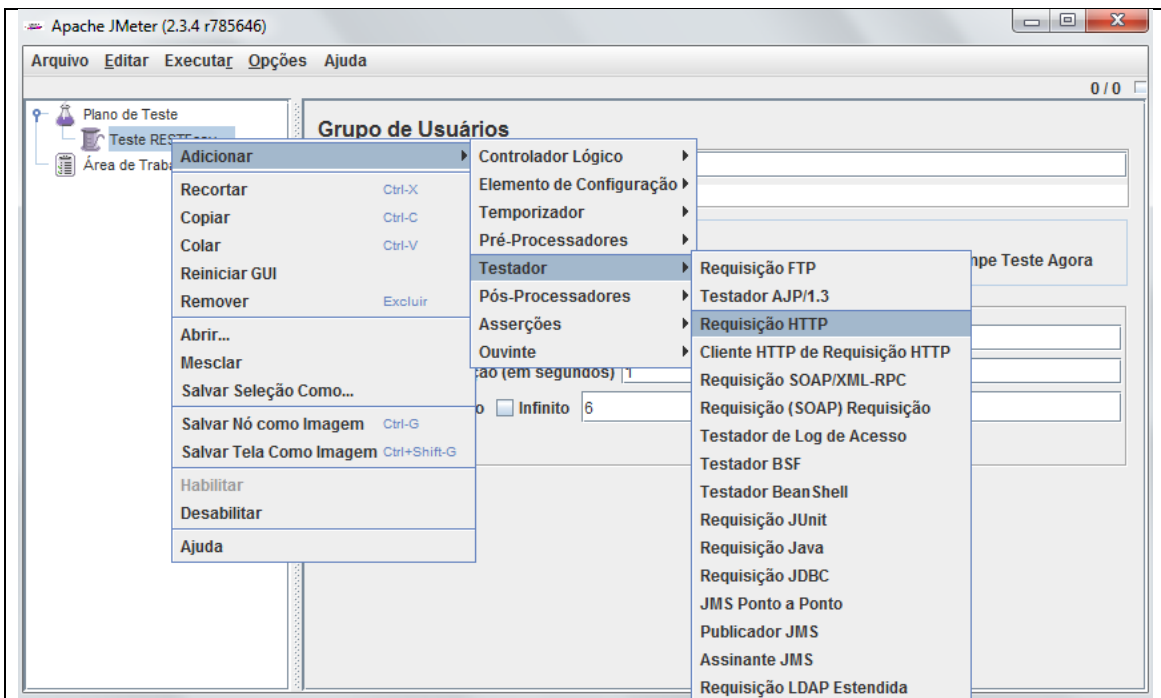 Apache JMeter (2.3.4 r785646)
Arquivo Editar Executar Opções Ajuda
0 / 0
Plano de Teste
Teste
Área de
Grupo de Usuários
Adicionar
Recortar Ctrl-X
Copiar Ctrl-C
Colar Ctrl-V
Reiniciar GUI
Remover Excluir
Abrir...
Mesclar
Salvar Seleção Como...
Salvar Nó como Imagem Ctrl-G
Salvar Tela Como Imagem Ctrl+Shift-G
Habilitar
Desabilitar
Ajuda
Controlador Lógico
Elemento de Configuração
Temporizador
Pré-Processadores
Testador
Pós-Processadores
Asserções
Ouvinte
Teste Agora
(em segundos) 1
Infinito 6
Requisição FTP
Testador AJP/1.3
Requisição HTTP
Cliente HTTP de Requisição HTTP
Requisição SOAP/XML-RPC
Requisição (SOAP) Requisição
Testador de Log de Acesso
Testador BSF
Testador BeanShell
Requisição JUnit
Requisição Java
Requisição JDBC
JMS Ponto a Ponto
Publicador JMS
Assinante JMS
Requisição LDAP Estendida